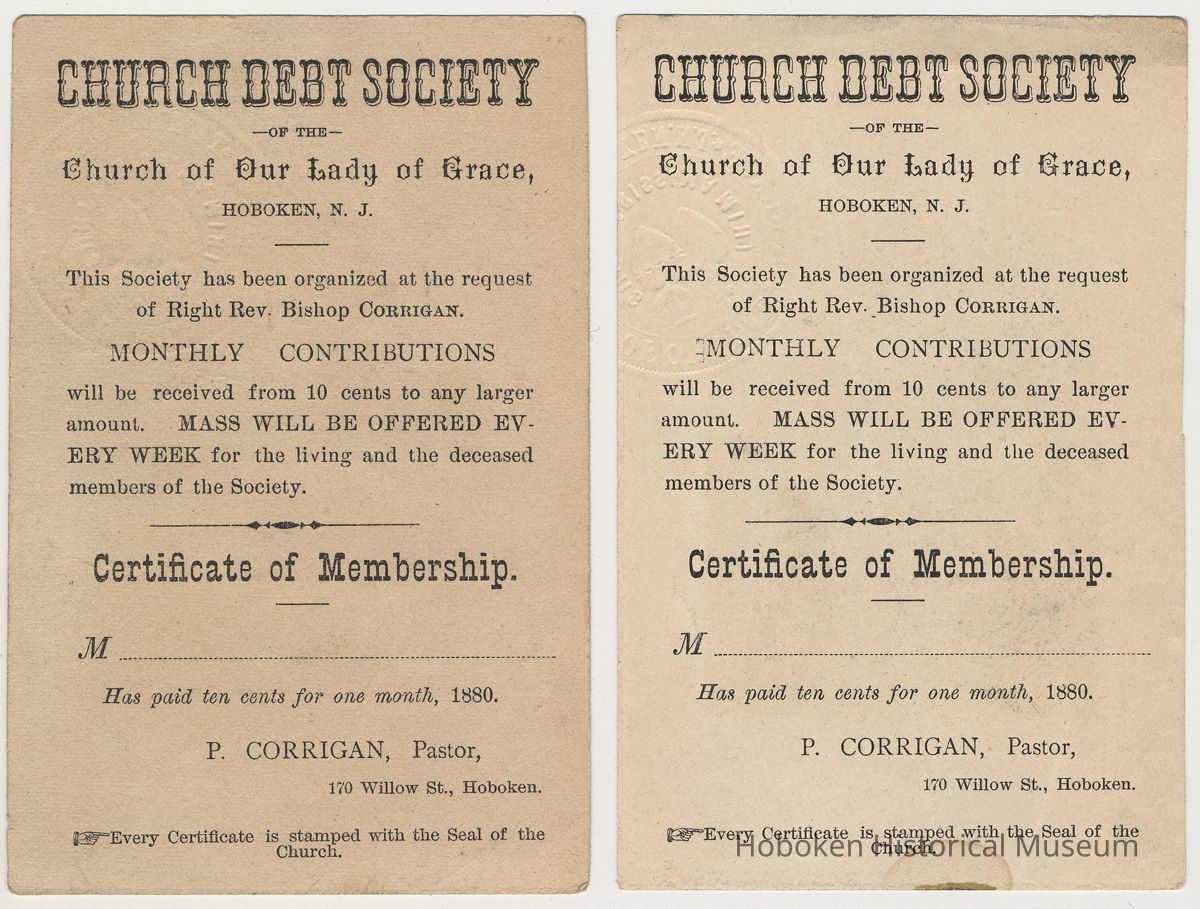 CHURCH DEBT SOCIETY
—OF THE—
Church of Our Lady of Grace,
HOBOKEN, N. J.
This Society has been organized at the request
of Right Rev. Bishop CORRIGAN.
MONTHLY CONTRIBUTIONS
will be received from 10 cents to any larger
amount. MASS WILL BE OFFERED EV-
ERY WEEK for the living and the deceased
members of the Society.
Certificate of Membership.
M
Has paid ten cents for one month, 1880.
P. CORRIGAN, Pastor,
170 Willow St., Hoboken.
☞Every Certificate is stamped with the Seal of the
Church.
CHURCH DEBT SOCIETY
—OF THE—
Church of Our Lady of Grace,
HOBOKEN, N. J.
This Society has been organized at the request
of Right Rev. Bishop CORRIGAN.
MONTHLY CONTRIBUTIONS
will be received from 10 cents to any larger
amount. MASS WILL BE OFFERED EV-
ERY WEEK for the living and the deceased
members of the Society.
Certificate of Membership.
M
Has paid ten cents for one month, 1880.
P. CORRIGAN, Pastor,
170 Willow St., Hoboken.
☞Every Certificate is stamped with the Seal of the
Church.
Hoboken Historical Museum